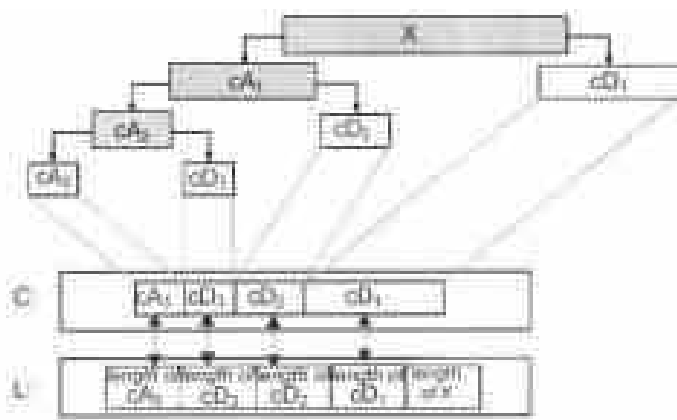 X
cA₁
cD₁
cA₂
cD₂
cA₃
cD₃
C
cA₃ cD₃ cD₂ cD₁
L
length of length of length of length of length
cA₃ cD₃ cD₂ cD₁ of X